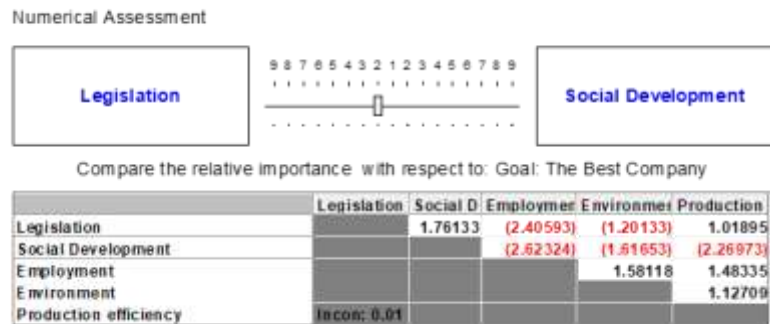 Numerical Assessment
Legislation
9 8 7 6 5 4 3 2 1 2 3 4 5 6 7 8 9
Social Development
Compare the relative importance with respect to: Goal: The Best Company
Legislation Social D Employmer Environmer Production
Legislation 1.76133 (2.40593) (1.20133) 1.01895
Social Development (2.62324) (1.61653) (2.26973)
Employment 1.58118 1.48335
Environment 1.12709
Production efficiency Incon: 0.01